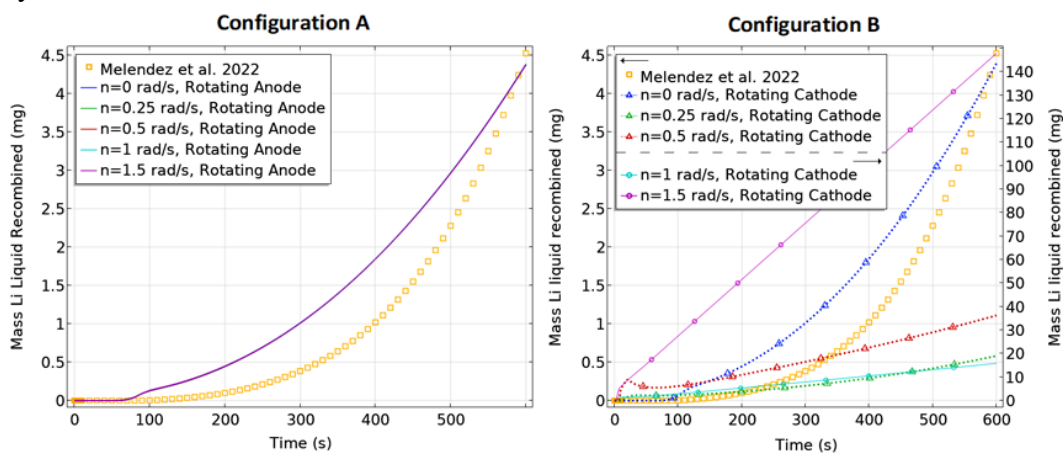 Configuration A
Mass Li Liquid Recombined (mg)
4.5
4
3.5
3
2.5
2
1.5
1
0.5
0
Melendez et al. 2022
n=0 rad/s, Rotating Anode
n=0.25 rad/s, Rotating Anode
n=0.5 rad/s, Rotating Anode
n=1 rad/s, Rotating Anode
n=1.5 rad/s, Rotating Anode
0 100 200 300 400 500
Time (s)
Configuration B
Mass Li liquid recombined (mg)
4.5
4
3.5
3
2.5
2
1.5
1
0.5
0
Melendez et al. 2022
n=0 rad/s, Rotating Cathode
n=0.25 rad/s, Rotating Cathode
n=0.5 rad/s, Rotating Cathode
n=1 rad/s, Rotating Cathode
n=1.5 rad/s, Rotating Cathode
140
130
120
110
100
90
80
70
60
50
40
30
20
10
0
Mass Li liquid recombined (mg)
0 100 200 300 400 500 600
Time (s)